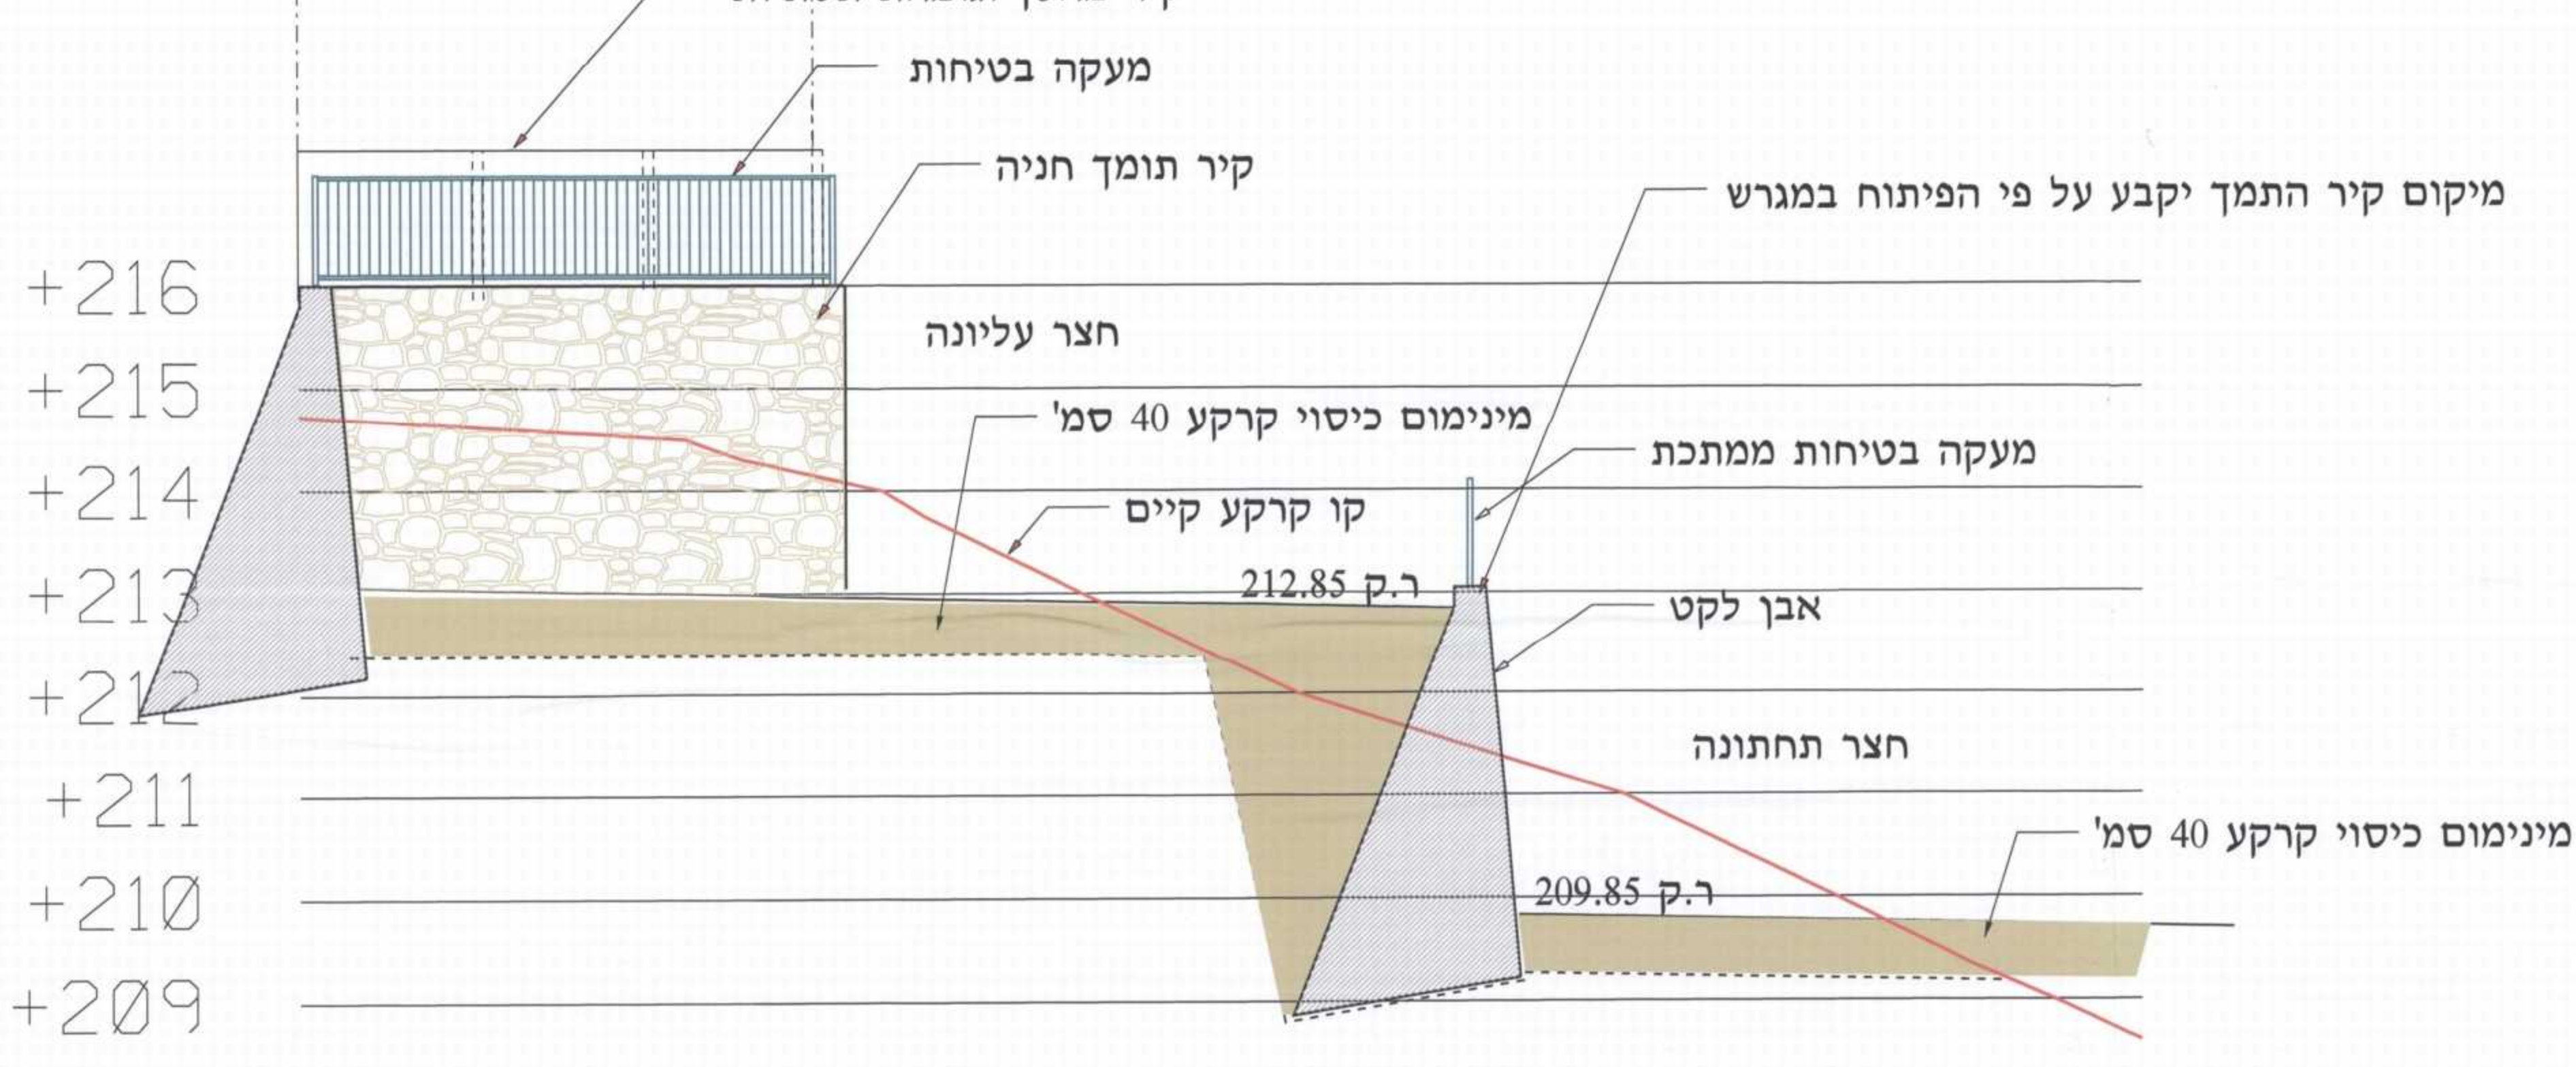 מעקה בטיחות
קיר תומך חניה
מיקום קיר התמך יקבע על פי הפיתוח במגרש
+216
חצר עליונה
+215
מינימום כיסוי קרקע 40 סמ'
מעקה בטיחות ממתכת
+214
קו קרקע קיים
+213
ר.ק 212.85
אבן לקט
+212
חצר תחתונה
+211
מינימום כיסוי קרקע 40 סמ'
+210
ר.ק 209.85
+209